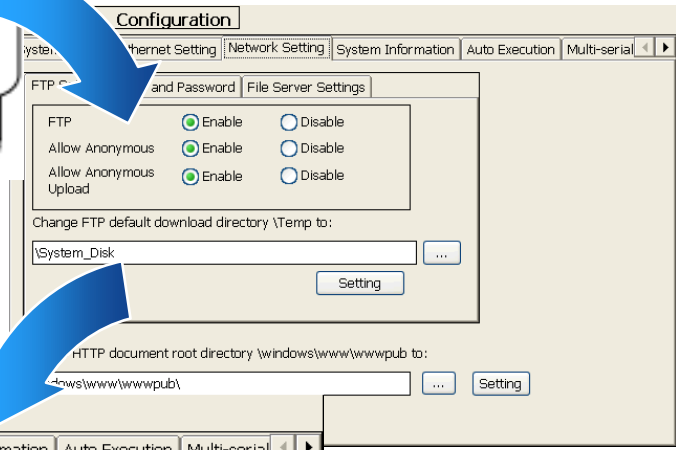 Configuration
Network Setting System Information Auto Execution Multi-serial
Setting
and Password File Server Settings
FTP Enable Disable
Allow Anonymous Enable Disable
Allow Anonymous Upload Enable Disable
Change FTP default download directory \Temp to:
\System_Disk ...
Setting
HTTP document root directory \windows\www\wwwpub to:
dows\www\wwwpub\ ... Setting
Auto Execution Multi-serial